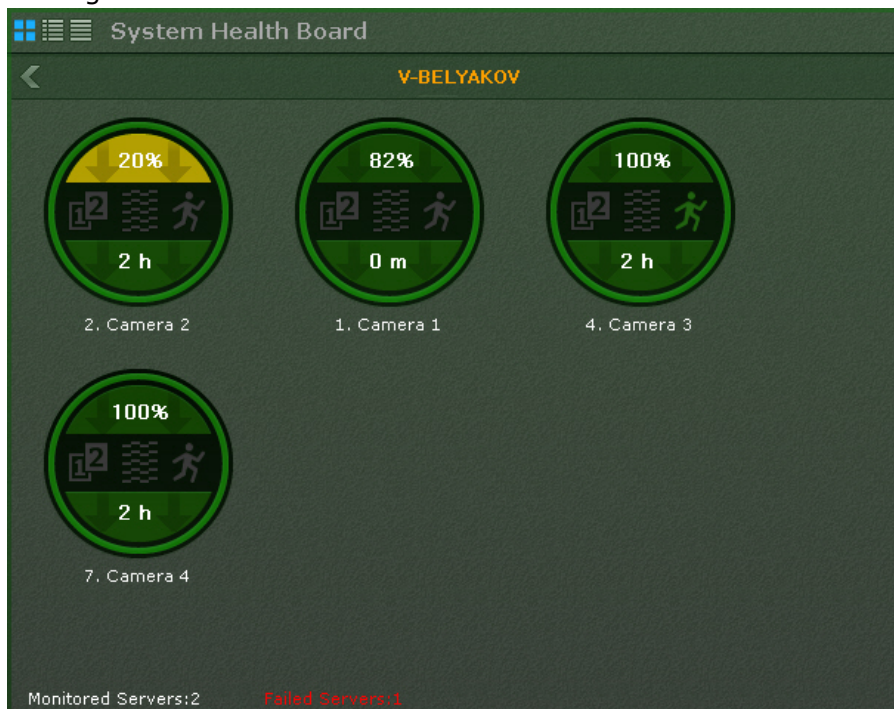 System Health Board
V-BELYAKOV
20%
2 h
2. Camera 2
82%
0 m
1. Camera 1
100%
2 h
4. Camera 3
100%
2 h
7. Camera 4
Monitored Servers:2
Failed Servers:1